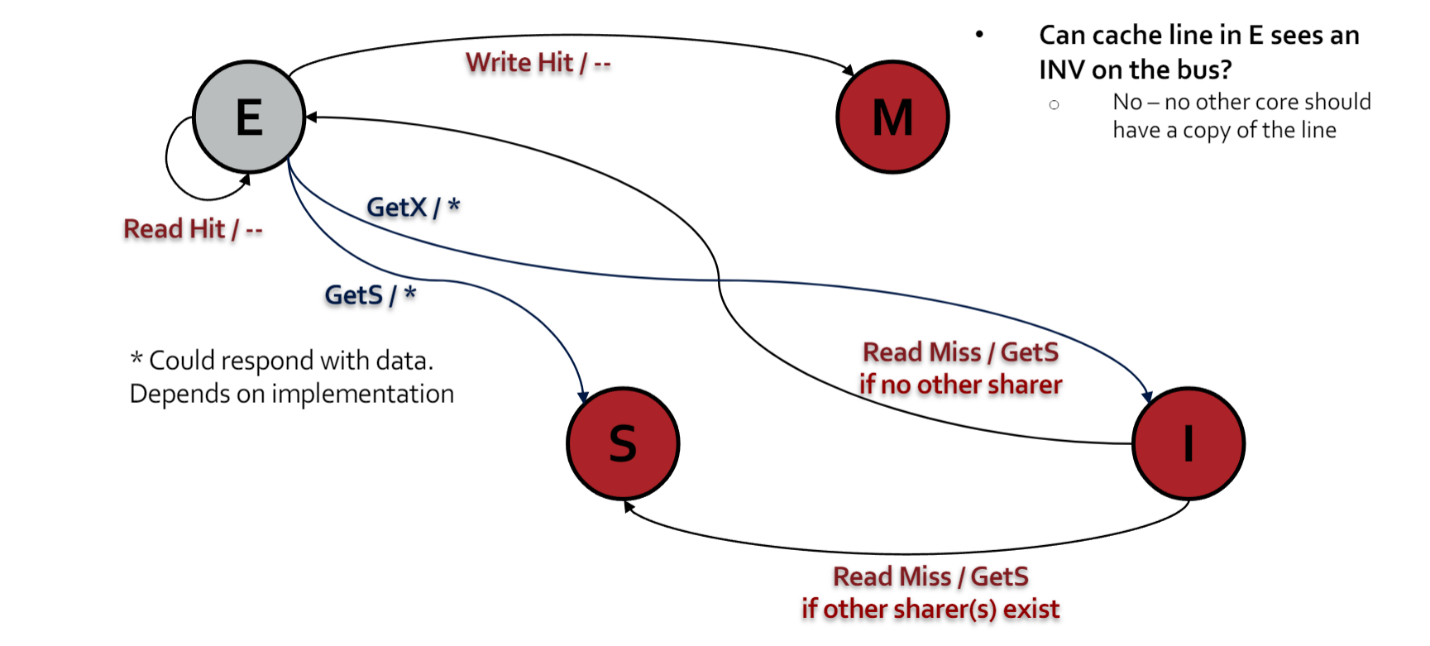 • Can cache line in E sees an
INV on the bus?
○ No – no other core should
have a copy of the line
Write Hit / --
E
M
Read Hit / --
GetX / *
GetS / *
* Could respond with data.
Depends on implementation
Read Miss / GetS
if no other sharer
S
I
Read Miss / GetS
if other sharer(s) exist